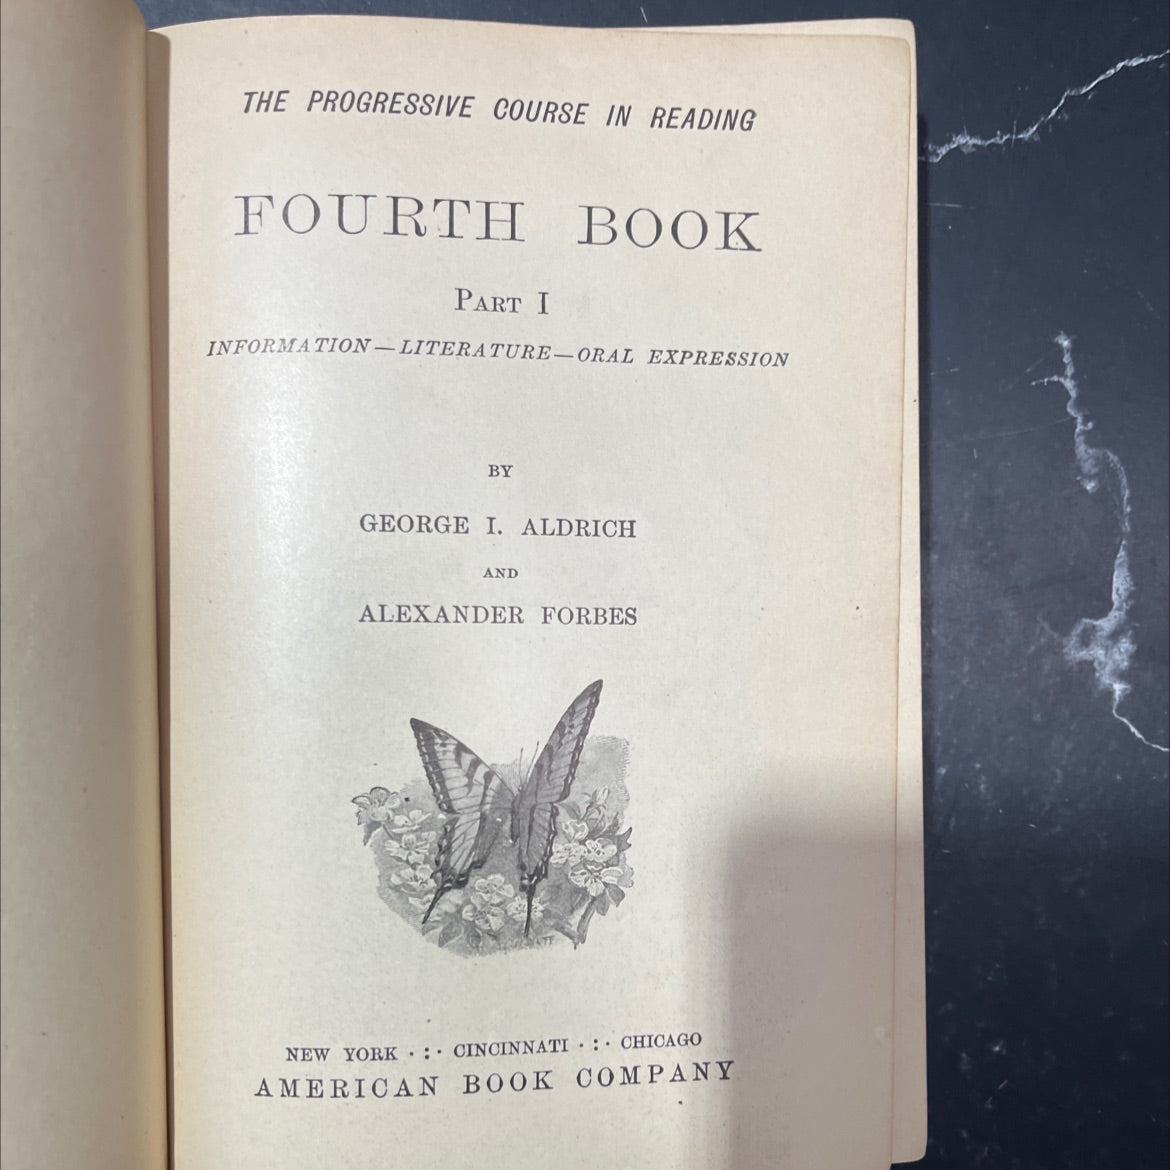 THE PROGRESSIVE COURSE IN READING
FOURTH BOOK
PART I
INFORMATION—LITERATURE—ORAL EXPRESSION
BY
GEORGE I. ALDRICH
AND
ALEXANDER FORBES
NEW YORK ·:· CINCINNATI ·:· CHICAGO
AMERICAN BOOK COMPANY